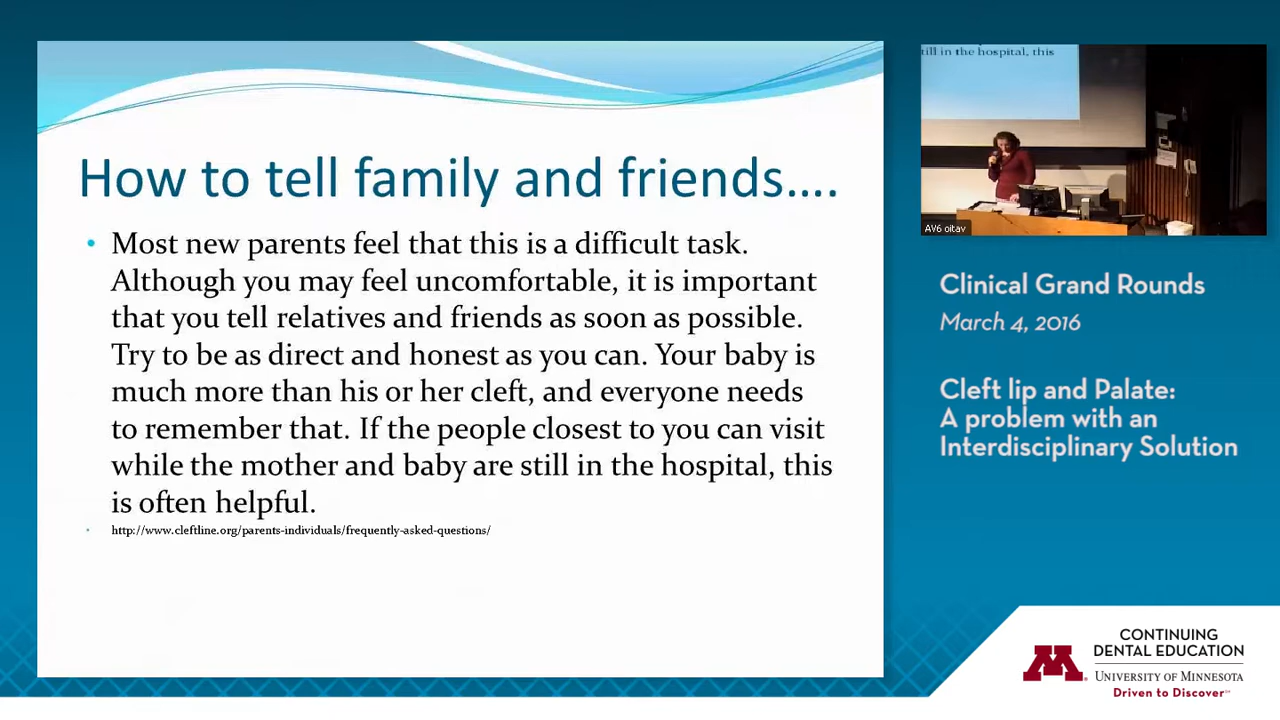 How to tell family and friends....
• Most new parents feel that this is a difficult task.
Although you may feel uncomfortable, it is important
that you tell relatives and friends as soon as possible.
Try to be as direct and honest as you can. Your baby is
much more than his or her cleft, and everyone needs
to remember that. If the people closest to you can visit
while the mother and baby are still in the hospital, this
is often helpful.
• http://www.cleftline.org/parents-individuals/frequently-asked-questions/
till in the hospital, this
AV6 oitav
Clinical Grand Rounds
March 4, 2016
Cleft lip and Palate:
A problem with an
Interdisciplinary Solution
M
CONTINUING
DENTAL EDUCATION
UNIVERSITY OF MINNESOTA
Driven to Discover